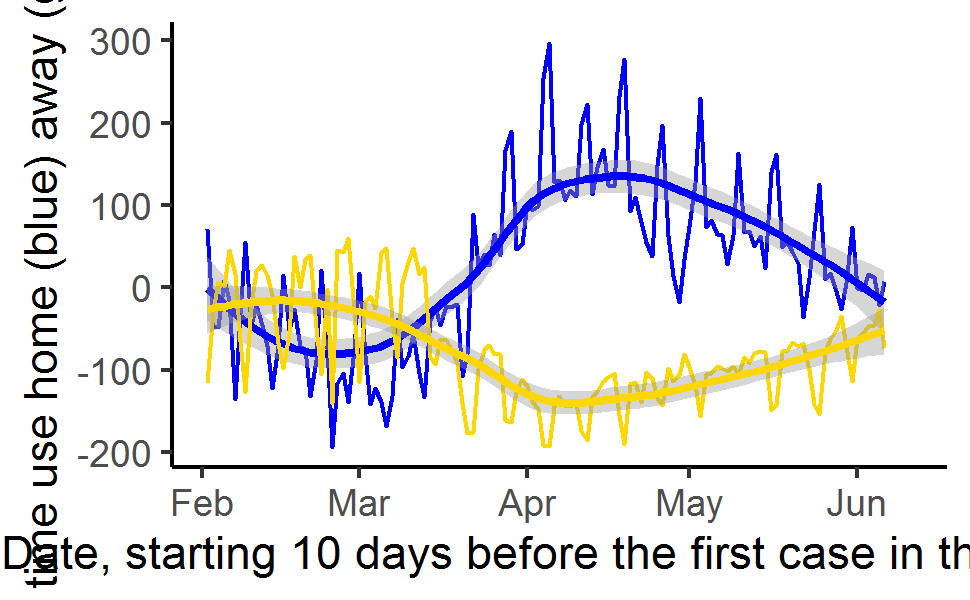 time use home (blue) away (
300
200
100
0
-100
-200
Feb Mar Apr May Jun
Date, starting 10 days before the first case in th